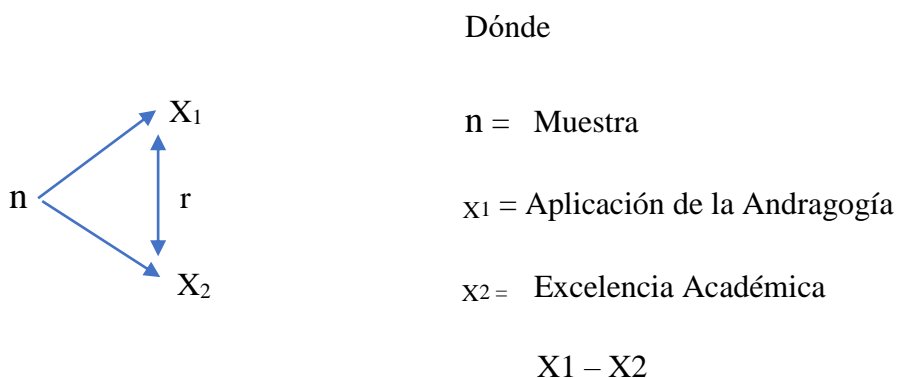 Dónde
X1
n = Muestra
n
r
X1 = Aplicación de la Andragogía
X2
X2 = Excelencia Académica
X1 – X2